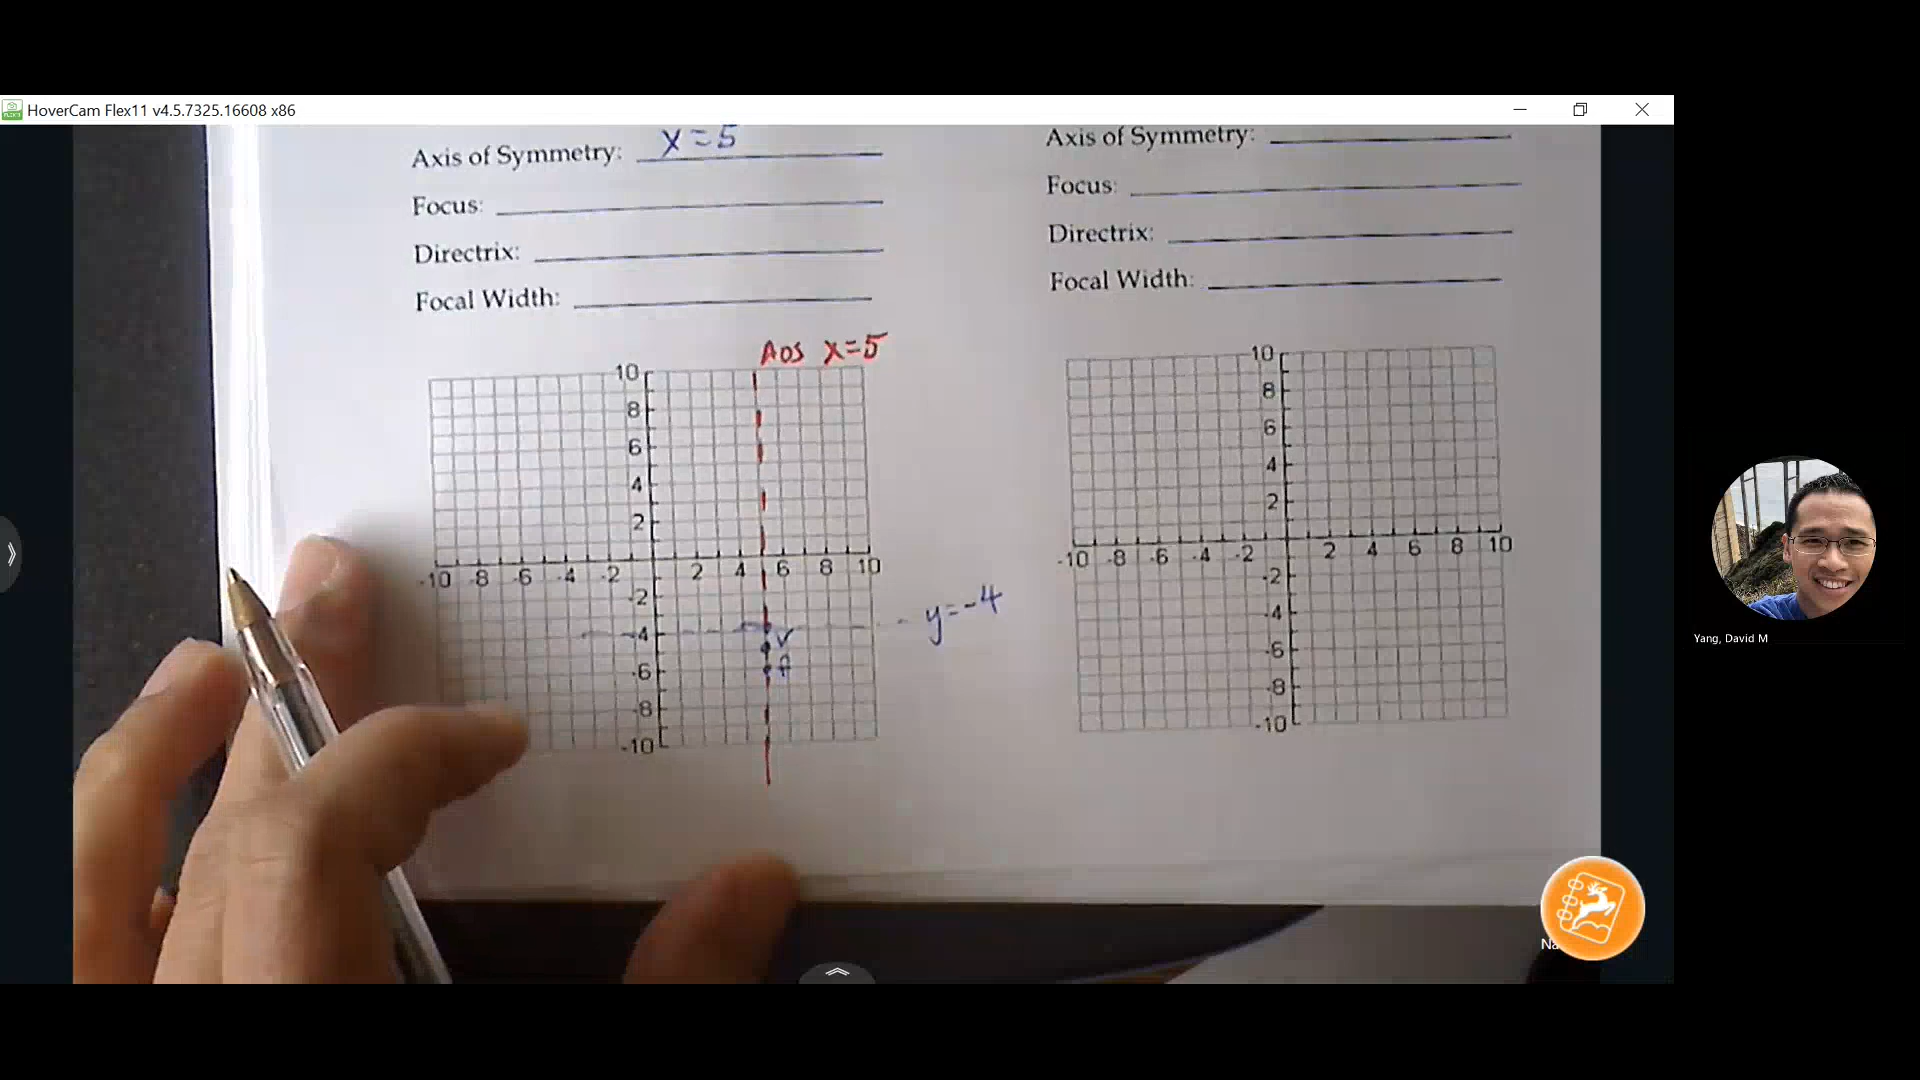 HoverCam Flex11 v4.5.7325.16608 x86
Axis of Symmetry: x=5
Focus:
Directrix:
Focal Width:
Axis of Symmetry:
Focus:
Directrix:
Focal Width:
AOS x=5
10
8
6
4
2
-10 -8 -6 -4 -2 2 4 6 8 10
-2
-4
-6
-8
-10
V
y=-4
10
8
6
4
2
-10 -8 -6 -4 -2 2 4 6 8 10
-2
-4
-6
-8
-10
Yang, David M